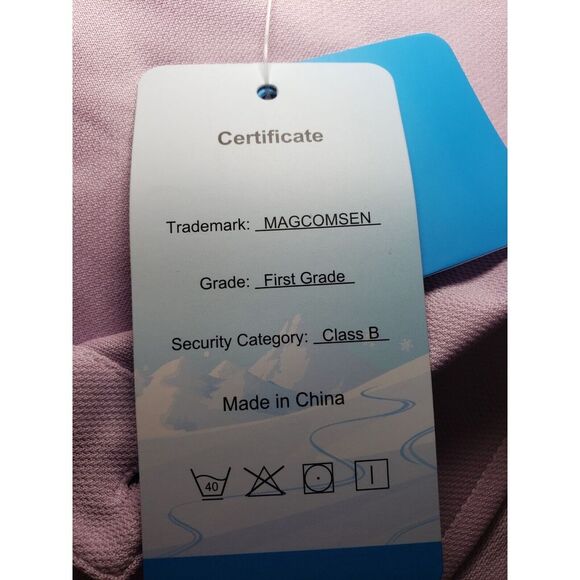 Certificate
Trademark: MAGCOMSEN
Grade: First Grade
Security Category: Class B
Made in China
40